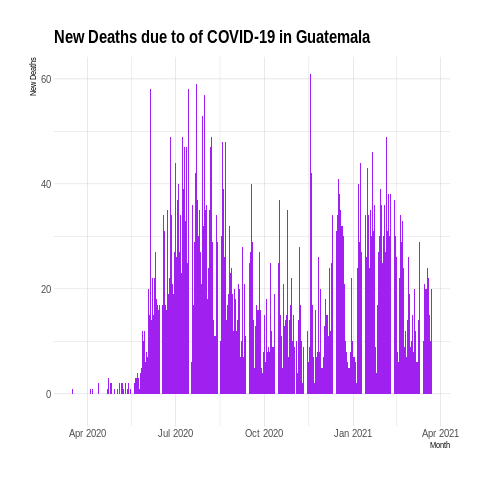 New Deaths due to of COVID-19 in Guatemala
New Deaths
60
40
20
0
Apr 2020 Jul 2020 Oct 2020 Jan 2021 Apr 2021
Month